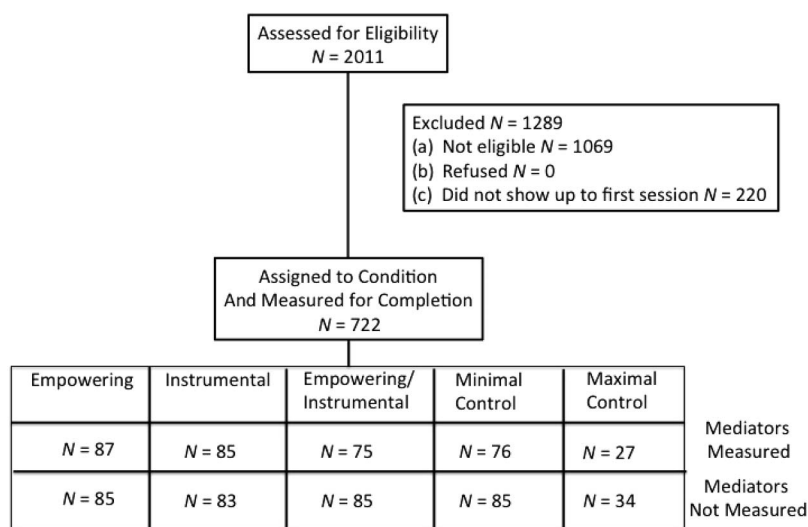 Assessed for Eligibility
N = 2011
Excluded N = 1289
(a) Not eligible N = 1069
(b) Refused N = 0
(c) Did not show up to first session N = 220
Assigned to Condition
And Measured for Completion
N = 722
Empowering Instrumental Empowering/ Minimal Maximal
Instrumental Control Control
Mediators
N = 87 N = 85 N = 75 N = 76 N = 27 Measured
N = 85 N = 83 N = 85 N = 85 N = 34 Mediators
Not Measured